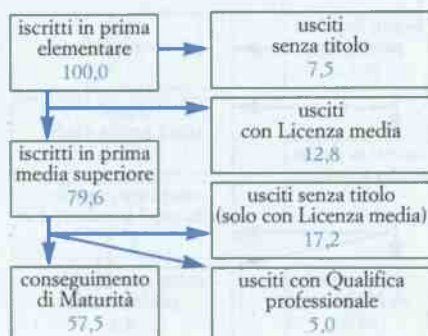 iscritti in prima
elementare
100,0
usciti
senza titolo
7,5
usciti
con Licenza media
12,8
iscritti in prima
media superiore
79,6
usciti senza titolo
(solo con Licenza media)
17,2
conseguimento
di Maturità
57,5
usciti con Qualifica
professionale
5,0